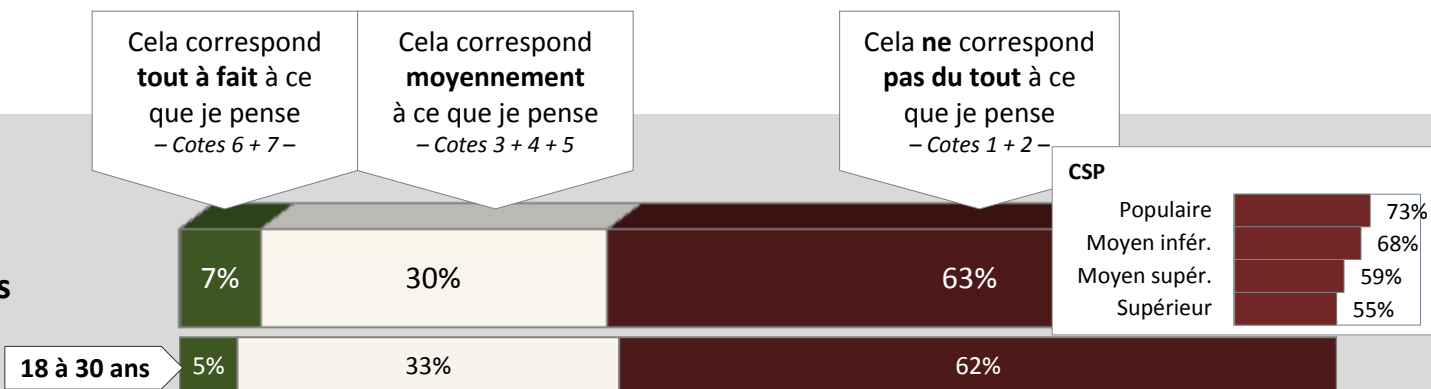 Cela correspond
tout à fait à ce
que je pense
– Cotes 6 + 7 –
Cela correspond
moyennement
à ce que je pense
– Cotes 3 + 4 + 5
Cela ne correspond
pas du tout à ce
que je pense
– Cotes 1 + 2 –
CSP
Populaire 73%
Moyen infér. 68%
Moyen supér. 59%
Supérieur 55%
s 7% 30% 63%
18 à 30 ans 5% 33% 62%